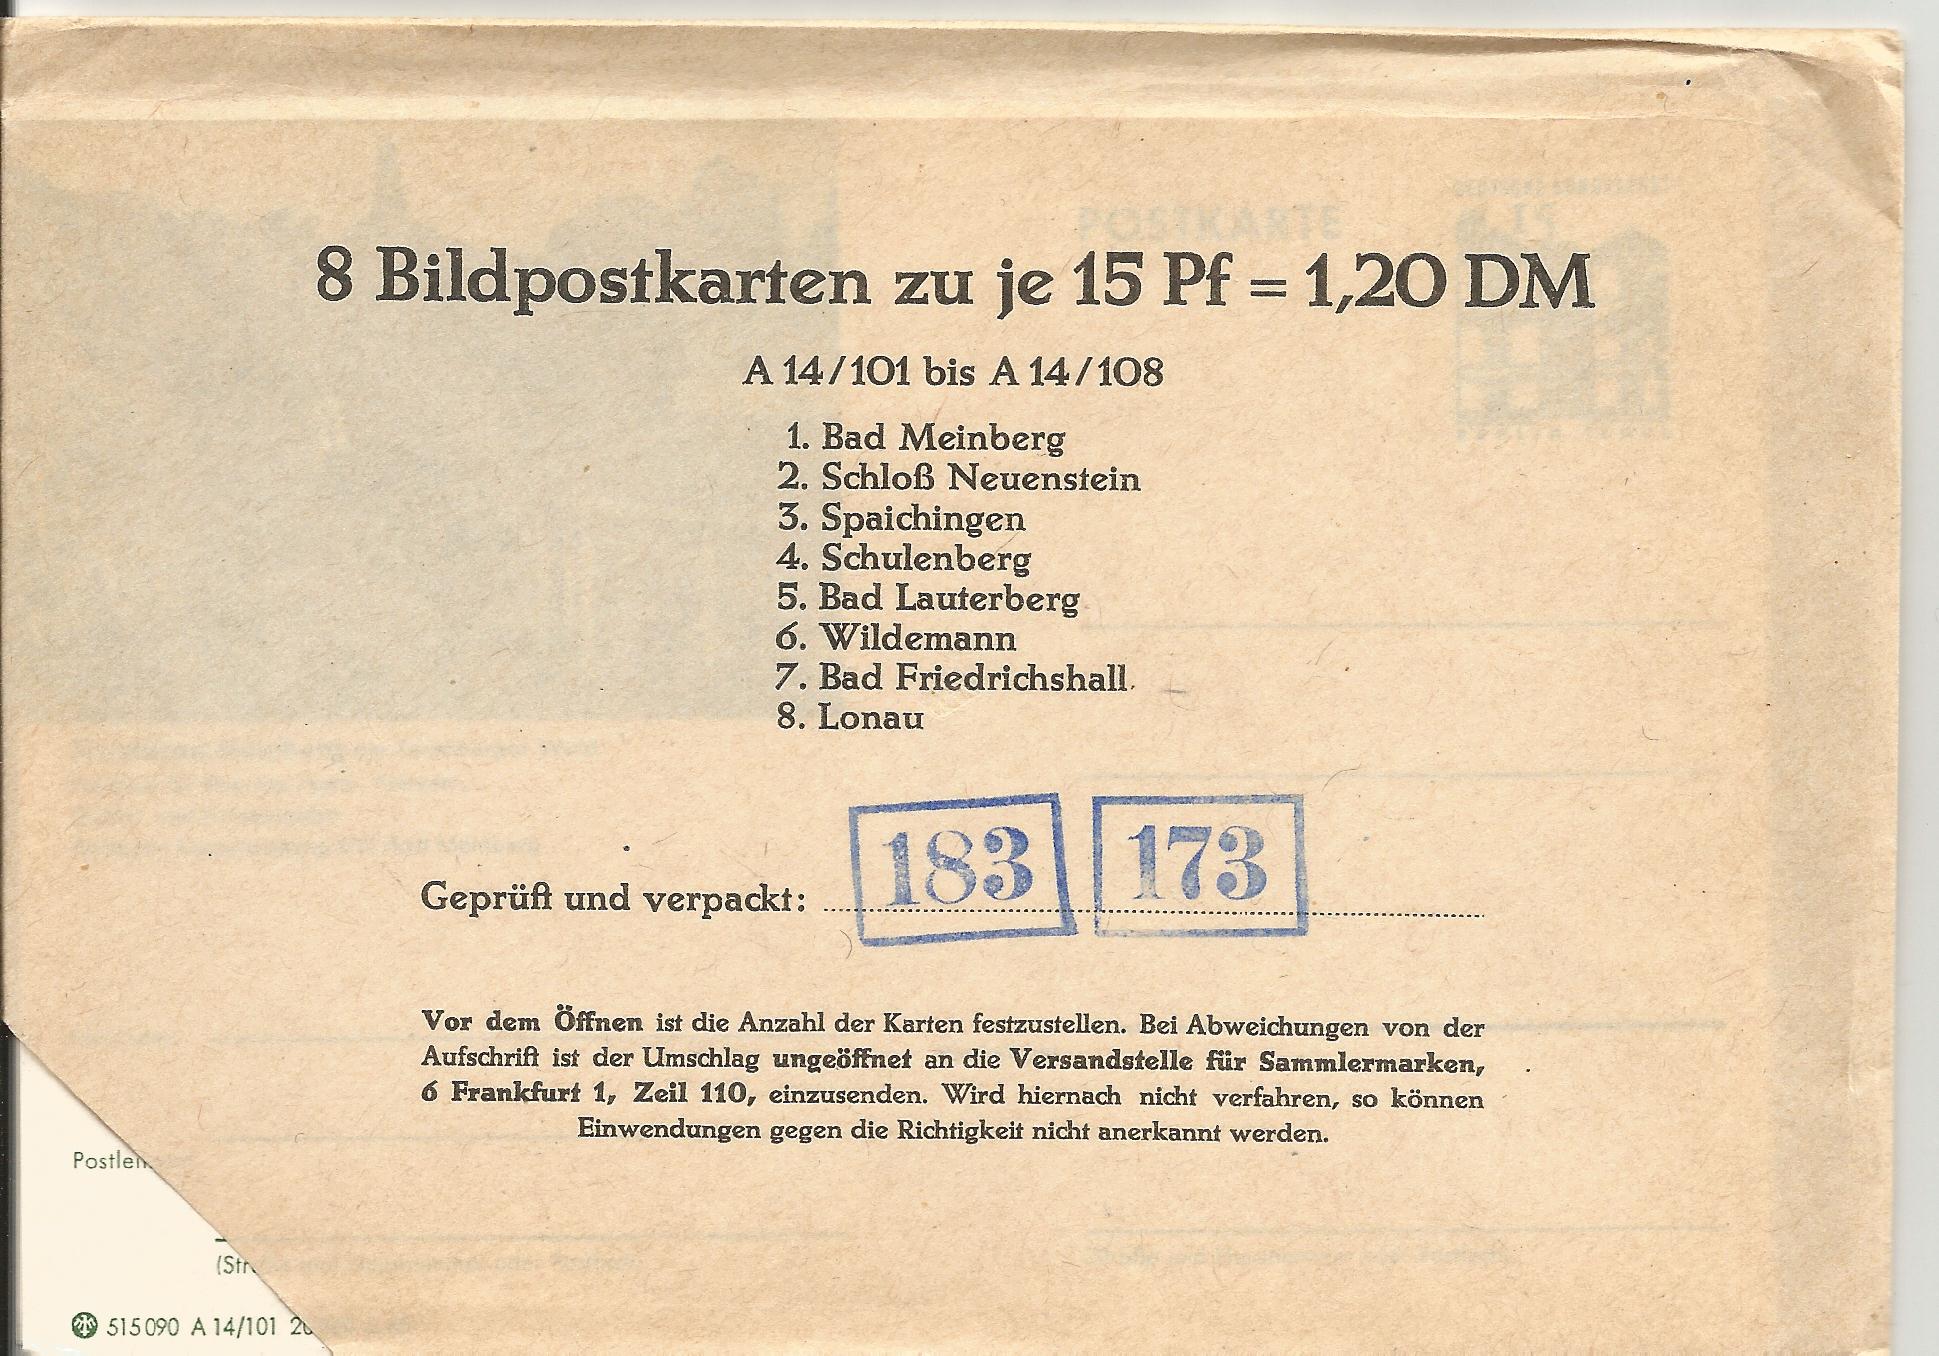 POSTKARTE
15
8 Bildpostkarten zu je 15 Pf = 1,20 DM
A 14/101 bis A 14/108
1. Bad Meinberg
2. Schloß Neuenstein
3. Spaichingen
4. Schulenberg
5. Bad Lauterberg
6. Wildemann
7. Bad Friedrichshall
8. Lonau
Geprüft und verpackt: 183 173
Vor dem Öffnen ist die Anzahl der Karten festzustellen. Bei Abweichungen von der
Aufschrift ist der Umschlag ungeöffnet an die Versandstelle für Sammlermarken,
6 Frankfurt 1, Zeil 110, einzusenden. Wird hiernach nicht verfahren, so können
Einwendungen gegen die Richtigkeit nicht anerkannt werden.
515090 A 14/101